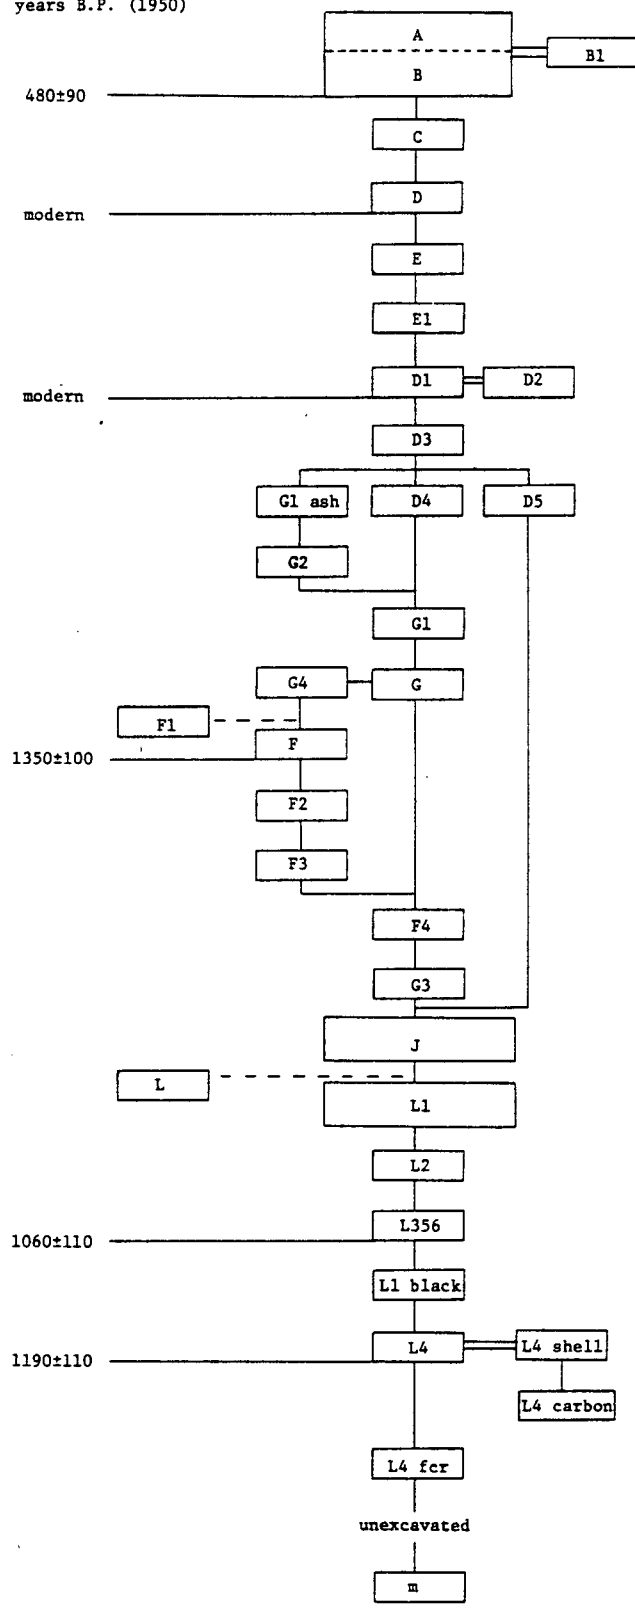 years B.P. (1950)
A
B1
B
480±90
C
D
modern
E
E1
D1 D2
modern
D3
G1 ash D4 D5
G2
G1
G4 G
F1
F
1350±100
F2
F3
F4
G3
J
L
L1
L2
L356
1060±110
L1 black
L4 L4 shell
1190±110
L4 carbon
L4 fcr
unexcavated
m